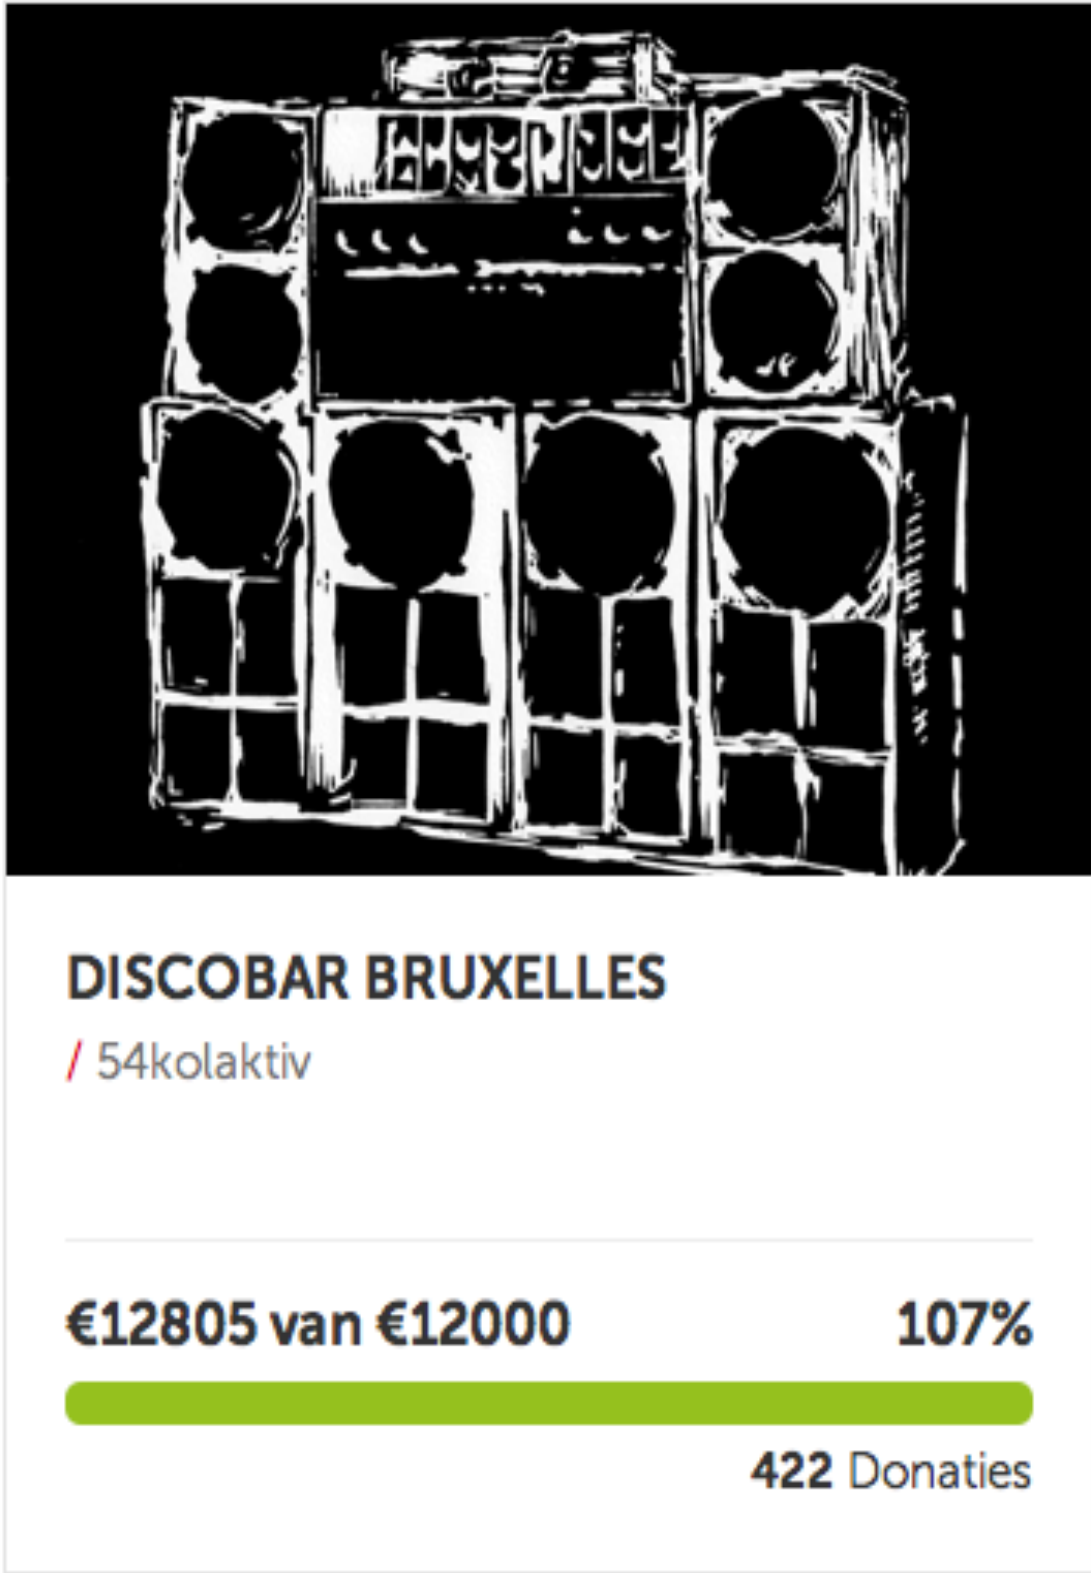 DISCOBAR BRUXELLES
/ 54kolaktiv
€12805 van €12000 107%
422 Donaties